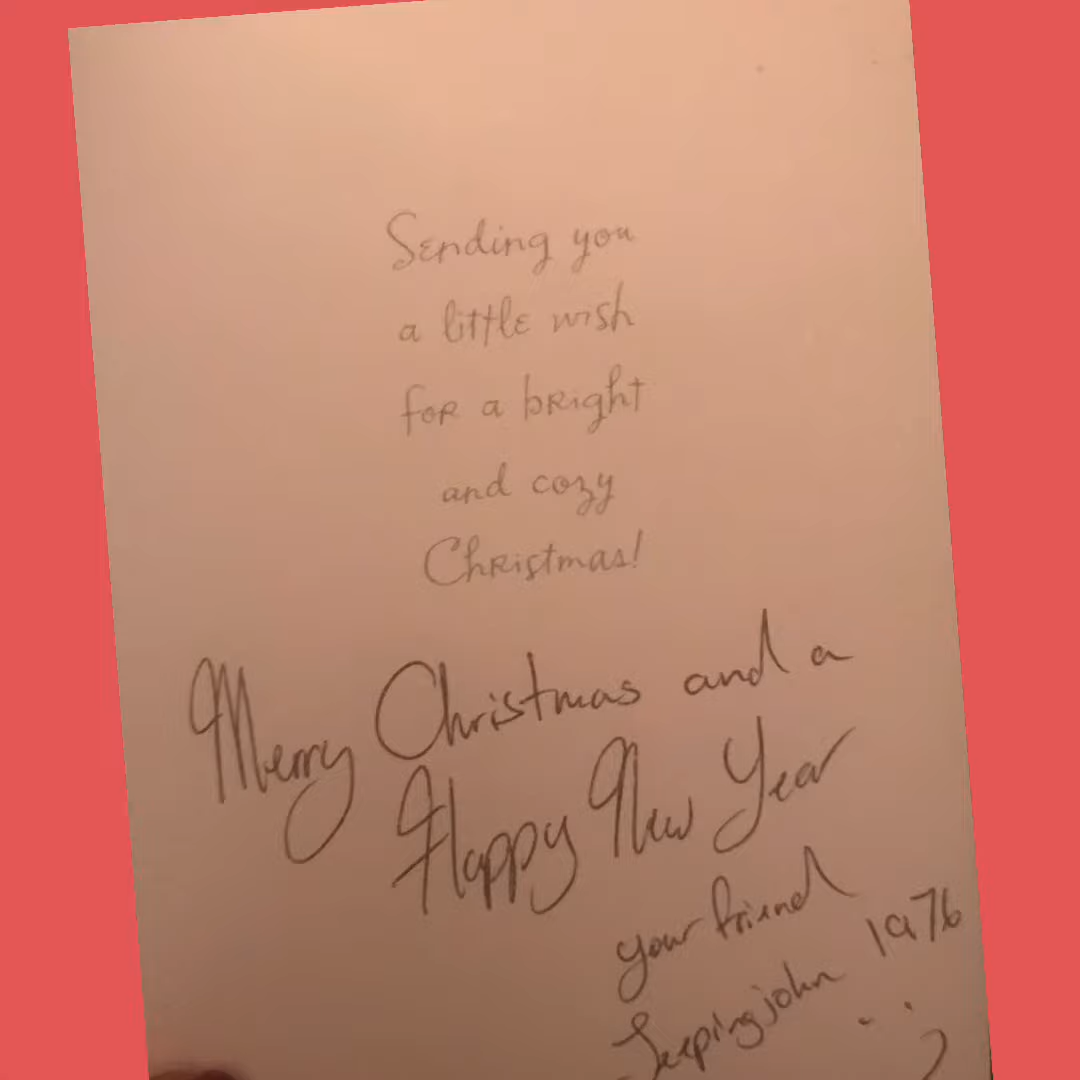 Sending you
a little wish
for a bright
and cozy
Christmas!
Merry Christmas and a
Happy New Year
your friend
1976